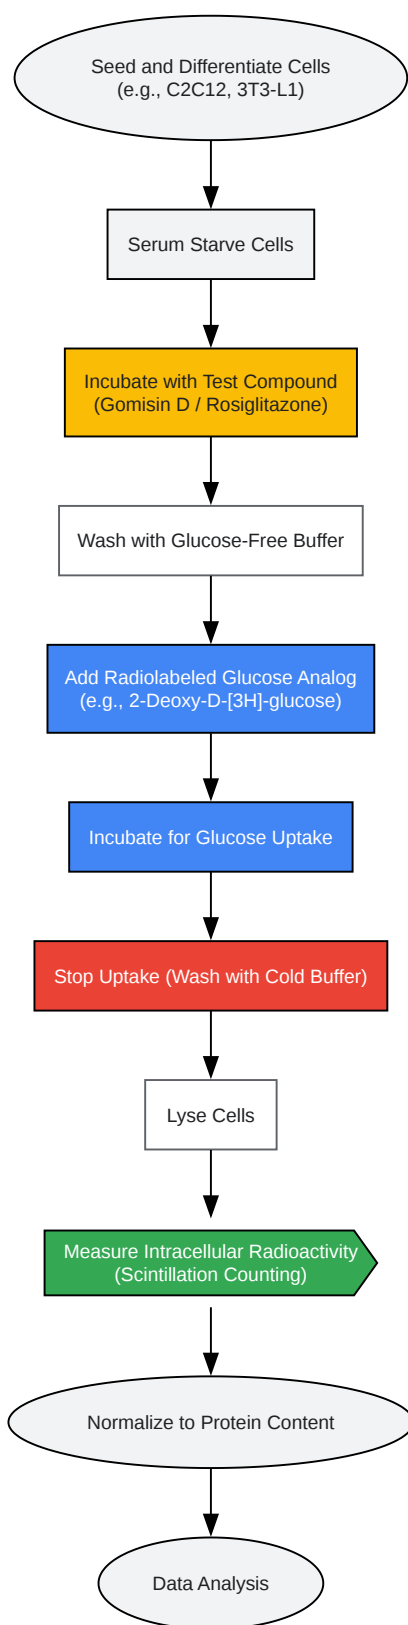 Seed and Differentiate Cells
(e.g., C2C12, 3T3-L1)
Serum Starve Cells
Incubate with Test Compound
(Gomisin D / Rosiglitazone)
Wash with Glucose-Free Buffer
Add Radiolabeled Glucose Analog
(e.g., 2-Deoxy-D-[3H]-glucose)
Incubate for Glucose Uptake
Stop Uptake (Wash with Cold Buffer)
Lyse Cells
Measure Intracellular Radioactivity
(Scintillation Counting)
Normalize to Protein Content
Data Analysis